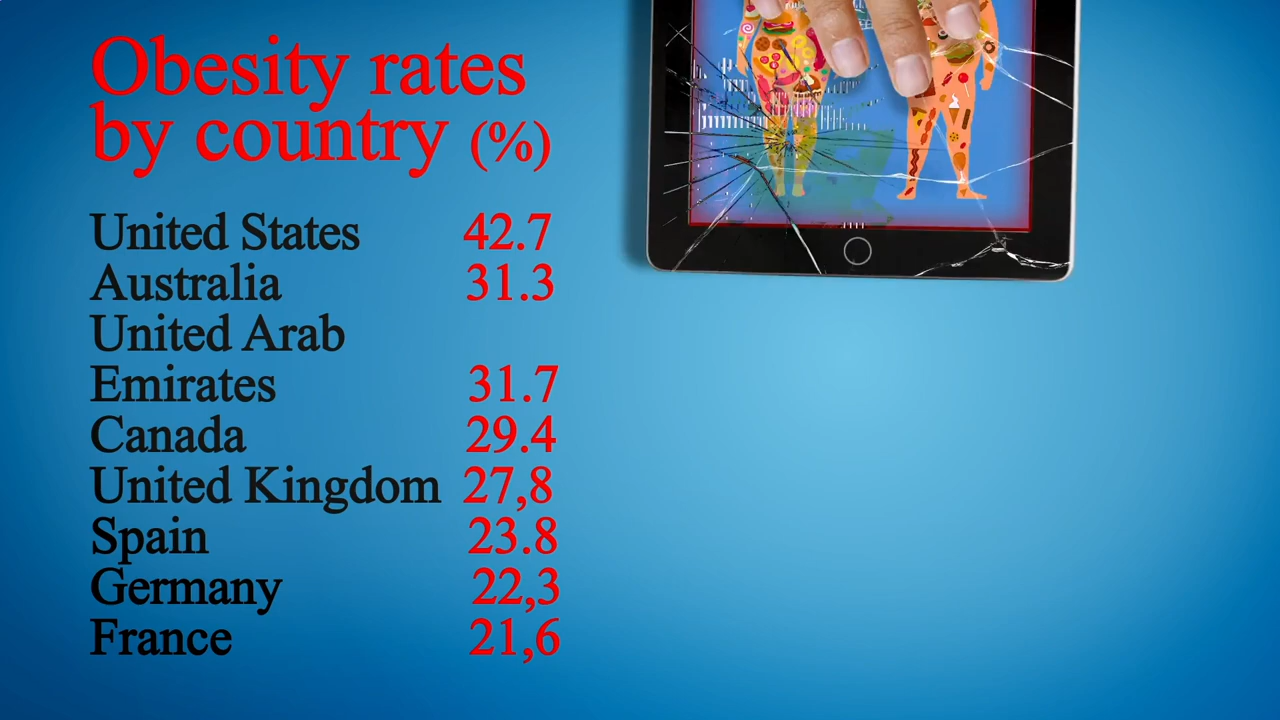 Obesity rates
by country (%)
United States 42.7
Australia 31.3
United Arab
Emirates 31.7
Canada 29.4
United Kingdom 27,8
Spain 23.8
Germany 22,3
France 21,6